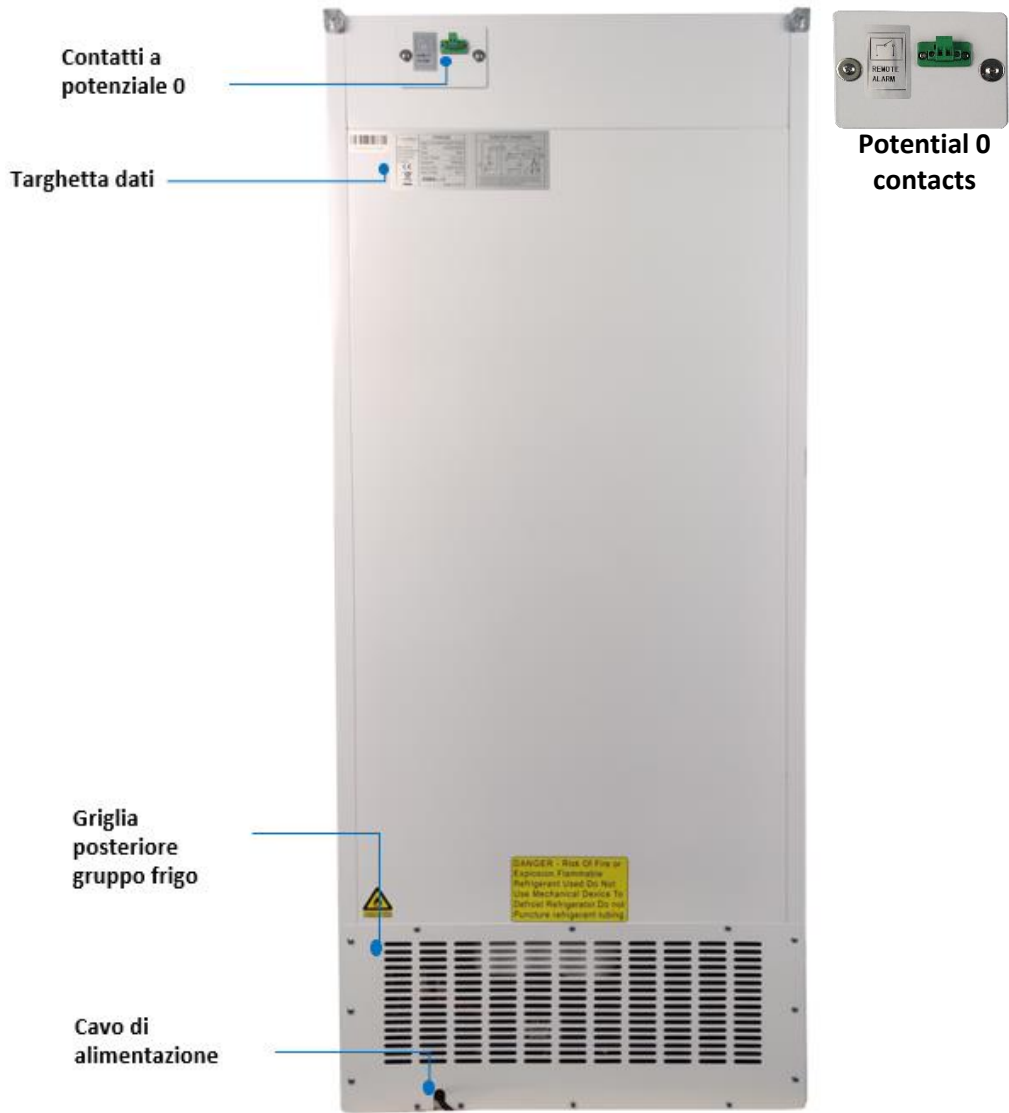 Contatti a
potenziale 0
REMOTE
ALARM
Potential 0
contacts
Targhetta dati
Griglia
posteriore
gruppo frigo
DANGER - Risk Of Fire or
Explosion Flammable
Refrigerant Used Do Not
Use Mechanical Device To
Defrost Refrigerator Do not
Puncture refrigerant tubing
Cavo di
alimentazione